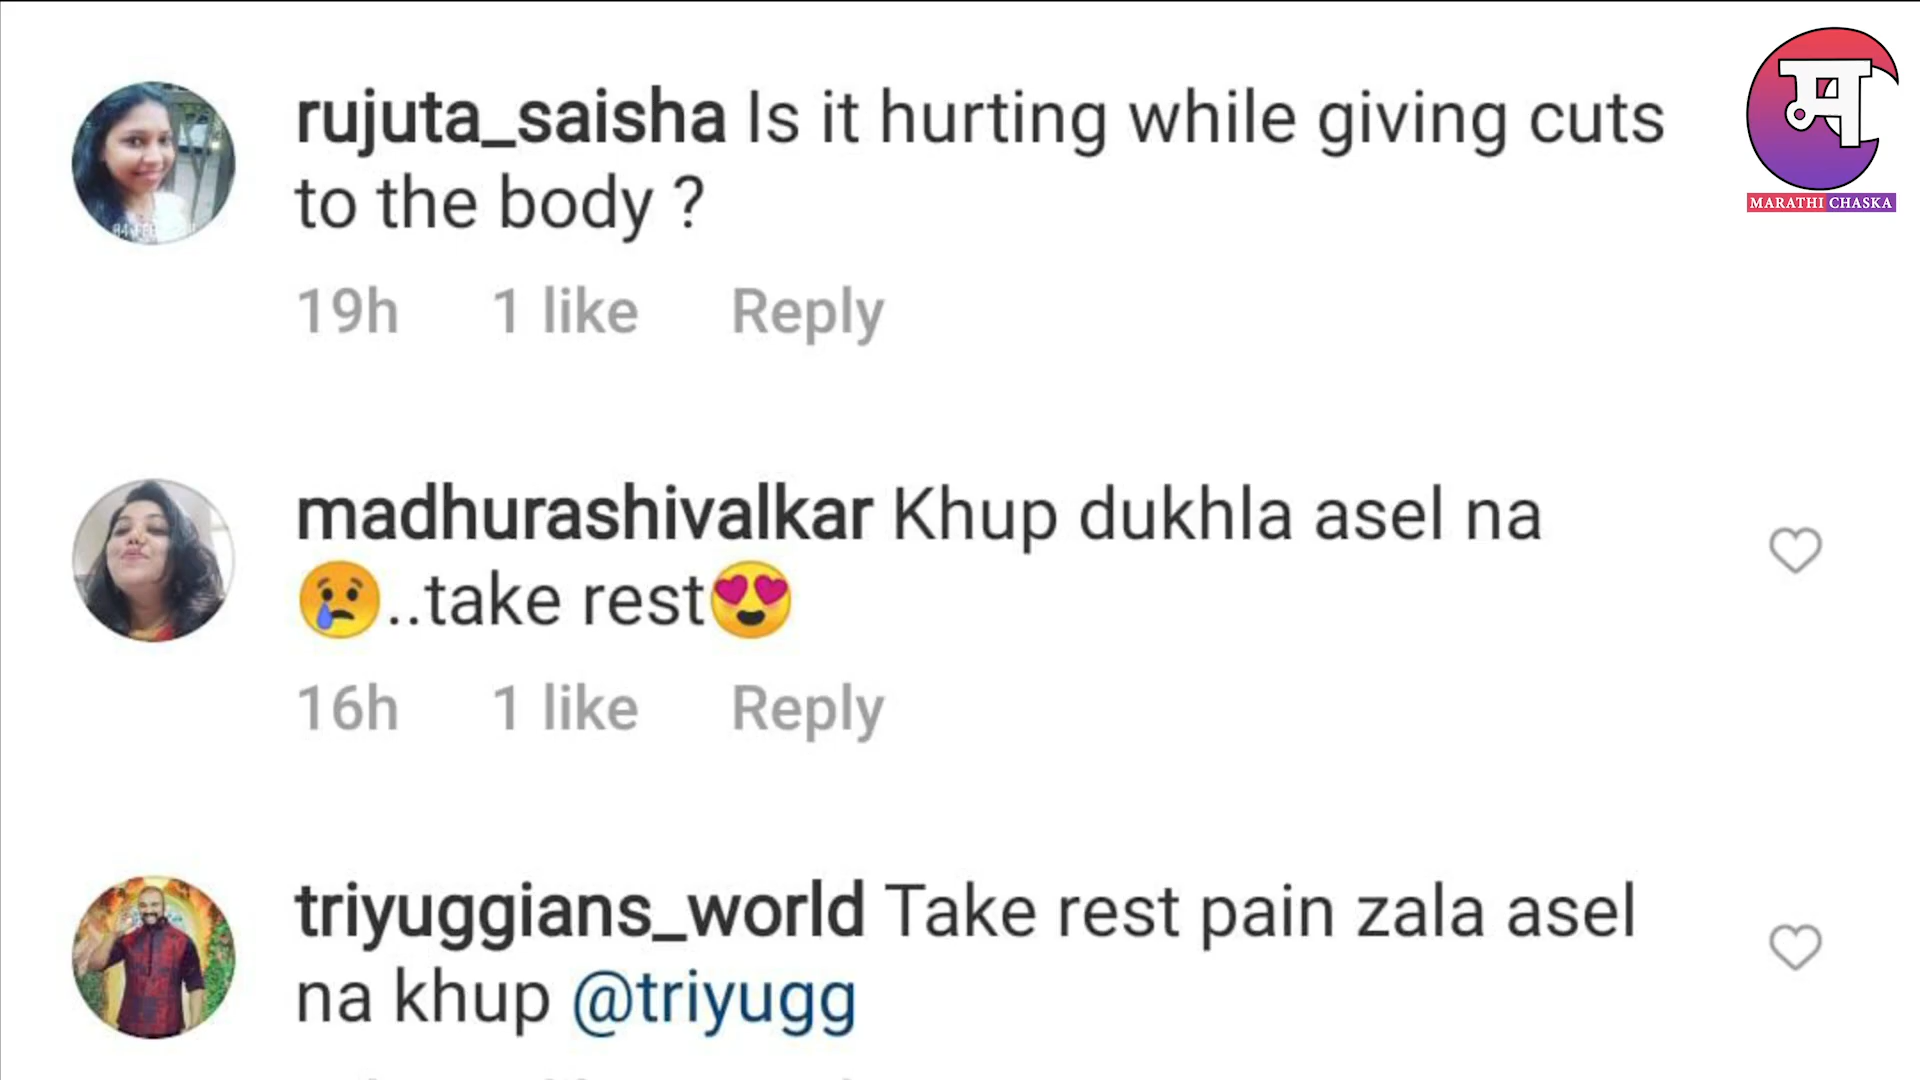 rujuta_saisha Is it hurting while giving cuts
to the body ?
19h 1 like Reply
madhurashivalkar Khup dukhla asel na
😢..take rest😍
16h 1 like Reply
triyuggians_world Take rest pain zala asel
na khup @triyugg
म
MARATHI CHASKA